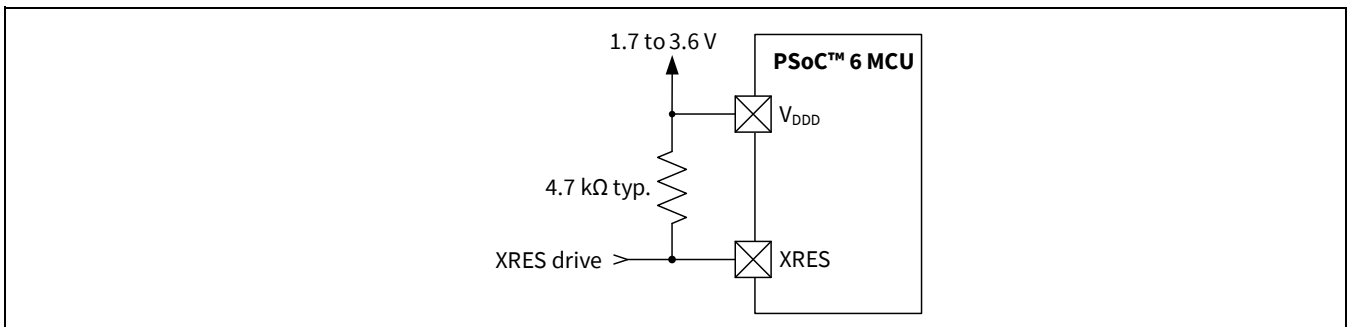 1.7 to 3.6 V
PSoC™ 6 MCU
VDDD
4.7 kΩ typ.
XRES drive
XRES